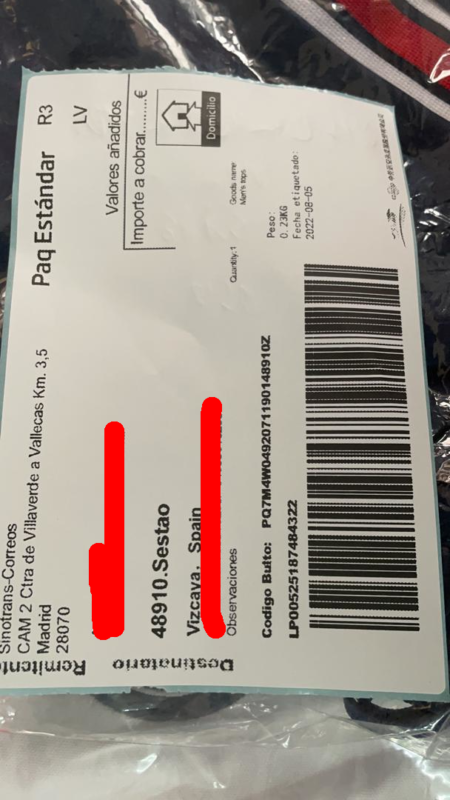 Remitente
Sinotrans-Correos
CAM 2 Ctra de Villaverde a Vallecas Km. 3,5
Madrid
28070
Paq Estándar R3
LV
Valores añadidos
Importe a cobrar.........€
Domicilio
Destinatario
48910.Sestao
Vizcaya. Spain
Observaciones
Quantity:1
Goods name
Men's tops
Peso:
0.23KG
Fecha etiquetado:
2022-08-05
Codigo Bulto: PQ7M4W0492071190148910Z
LP00525187484322